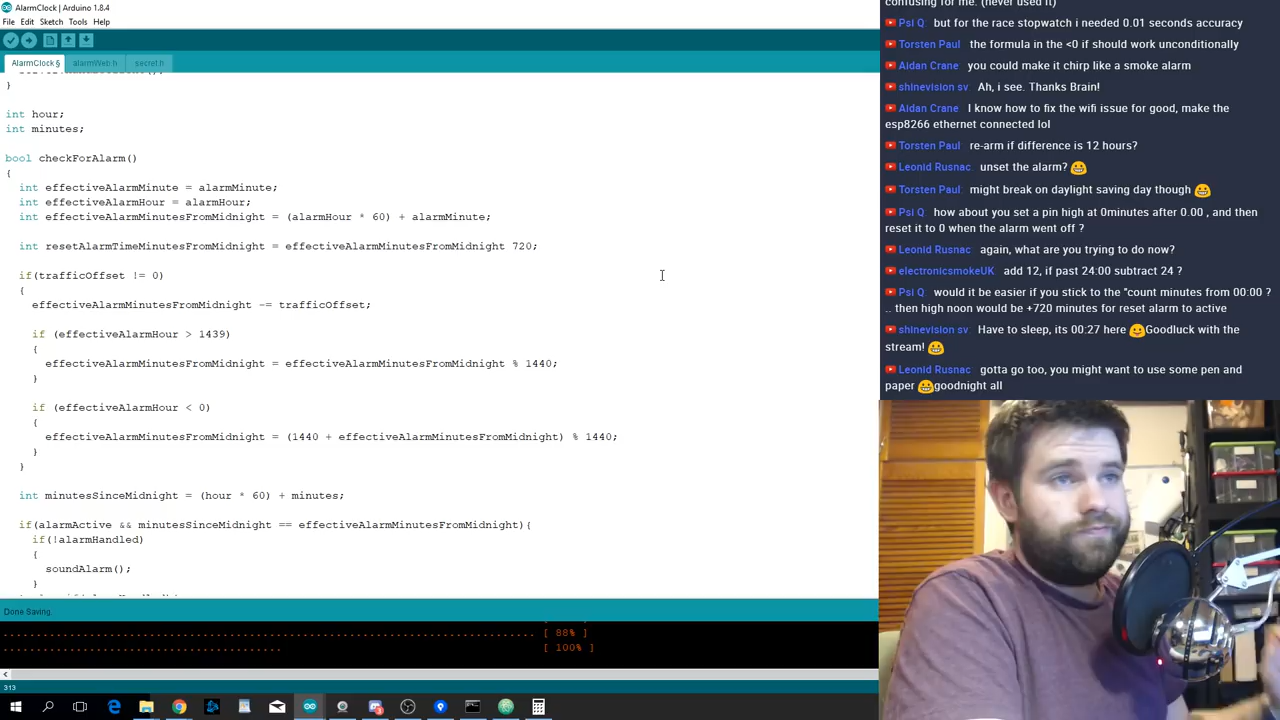 AlarmClock | Arduino 1.8.4
File Edit Sketch Tools Help
AlarmClock § alarmWeb.h secret.h
}
int hour;
int minutes;
bool checkForAlarm()
{
int effectiveAlarmMinute = alarmMinute;
int effectiveAlarmHour = alarmHour;
int effectiveAlarmMinutesFromMidnight = (alarmHour * 60) + alarmMinute;
int resetAlarmTimeMinutesFromMidnight = effectiveAlarmMinutesFromMidnight 720;
if(trafficOffset != 0)
{
effectiveAlarmMinutesFromMidnight -= trafficOffset;
if (effectiveAlarmHour > 1439)
{
effectiveAlarmMinutesFromMidnight = effectiveAlarmMinutesFromMidnight % 1440;
}
if (effectiveAlarmHour < 0)
{
effectiveAlarmMinutesFromMidnight = (1440 + effectiveAlarmMinutesFromMidnight) % 1440;
}
}
int minutesSinceMidnight = (hour * 60) + minutes;
if(alarmActive && minutesSinceMidnight == effectiveAlarmMinutesFromMidnight){
if(!alarmHandled)
{
soundAlarm();
}
Done Saving.
................................................................................. [ 88% ]
.......................................... [ 100% ]
313
confusing for me. (never used it)
Psi Q but for the race stopwatch i needed 0.01 seconds accuracy
Torsten Paul the formula in the <0 if should work unconditionally
Aidan Crane you could make it chirp like a smoke alarm
shinevision sv Ah, i see. Thanks Brain!
Aidan Crane I know how to fix the wifi issue for good, make the
esp8266 ethernet connected lol
Torsten Paul re-arm if difference is 12 hours?
Leonid Rusnac unset the alarm?
Torsten Paul might break on daylight saving day though
Psi Q how about you set a pin high at 0minutes after 0.00 , and then
reset it to 0 when the alarm went off ?
Leonid Rusnac again, what are you trying to do now?
electronicsmokeUK add 12, if past 24:00 subtract 24 ?
Psi Q would it be easier if you stick to the "count minutes from 00:00 ?
.. then high noon would be +720 minutes for reset alarm to active
shinevision sv Have to sleep, its 00:27 here Goodluck with the
stream!
Leonid Rusnac gotta go too, you might want to use some pen and
paper goodnight all